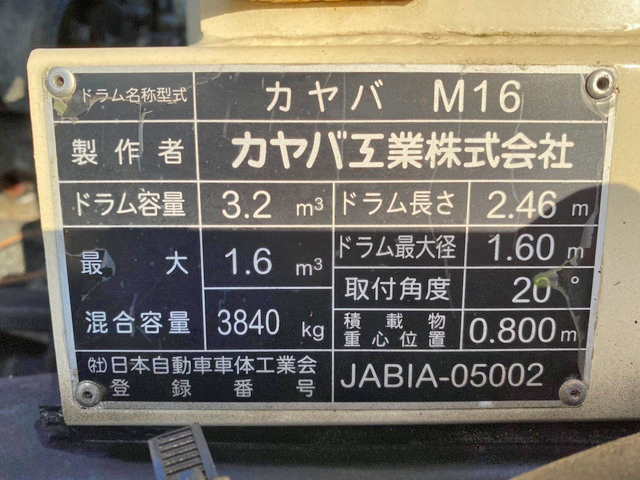 ドラム名称型式 カヤバ M16
製作者 カヤバ工業株式会社
ドラム容量 3.2 m³ ドラム長さ 2.46 m
最大 1.6 m³ ドラム最大径 1.60 m
取付角度 20°
混合容量 3840 kg 積載物重心位置 0.800m
㈳日本自動車車体工業会
登録番号 JABIA-05002